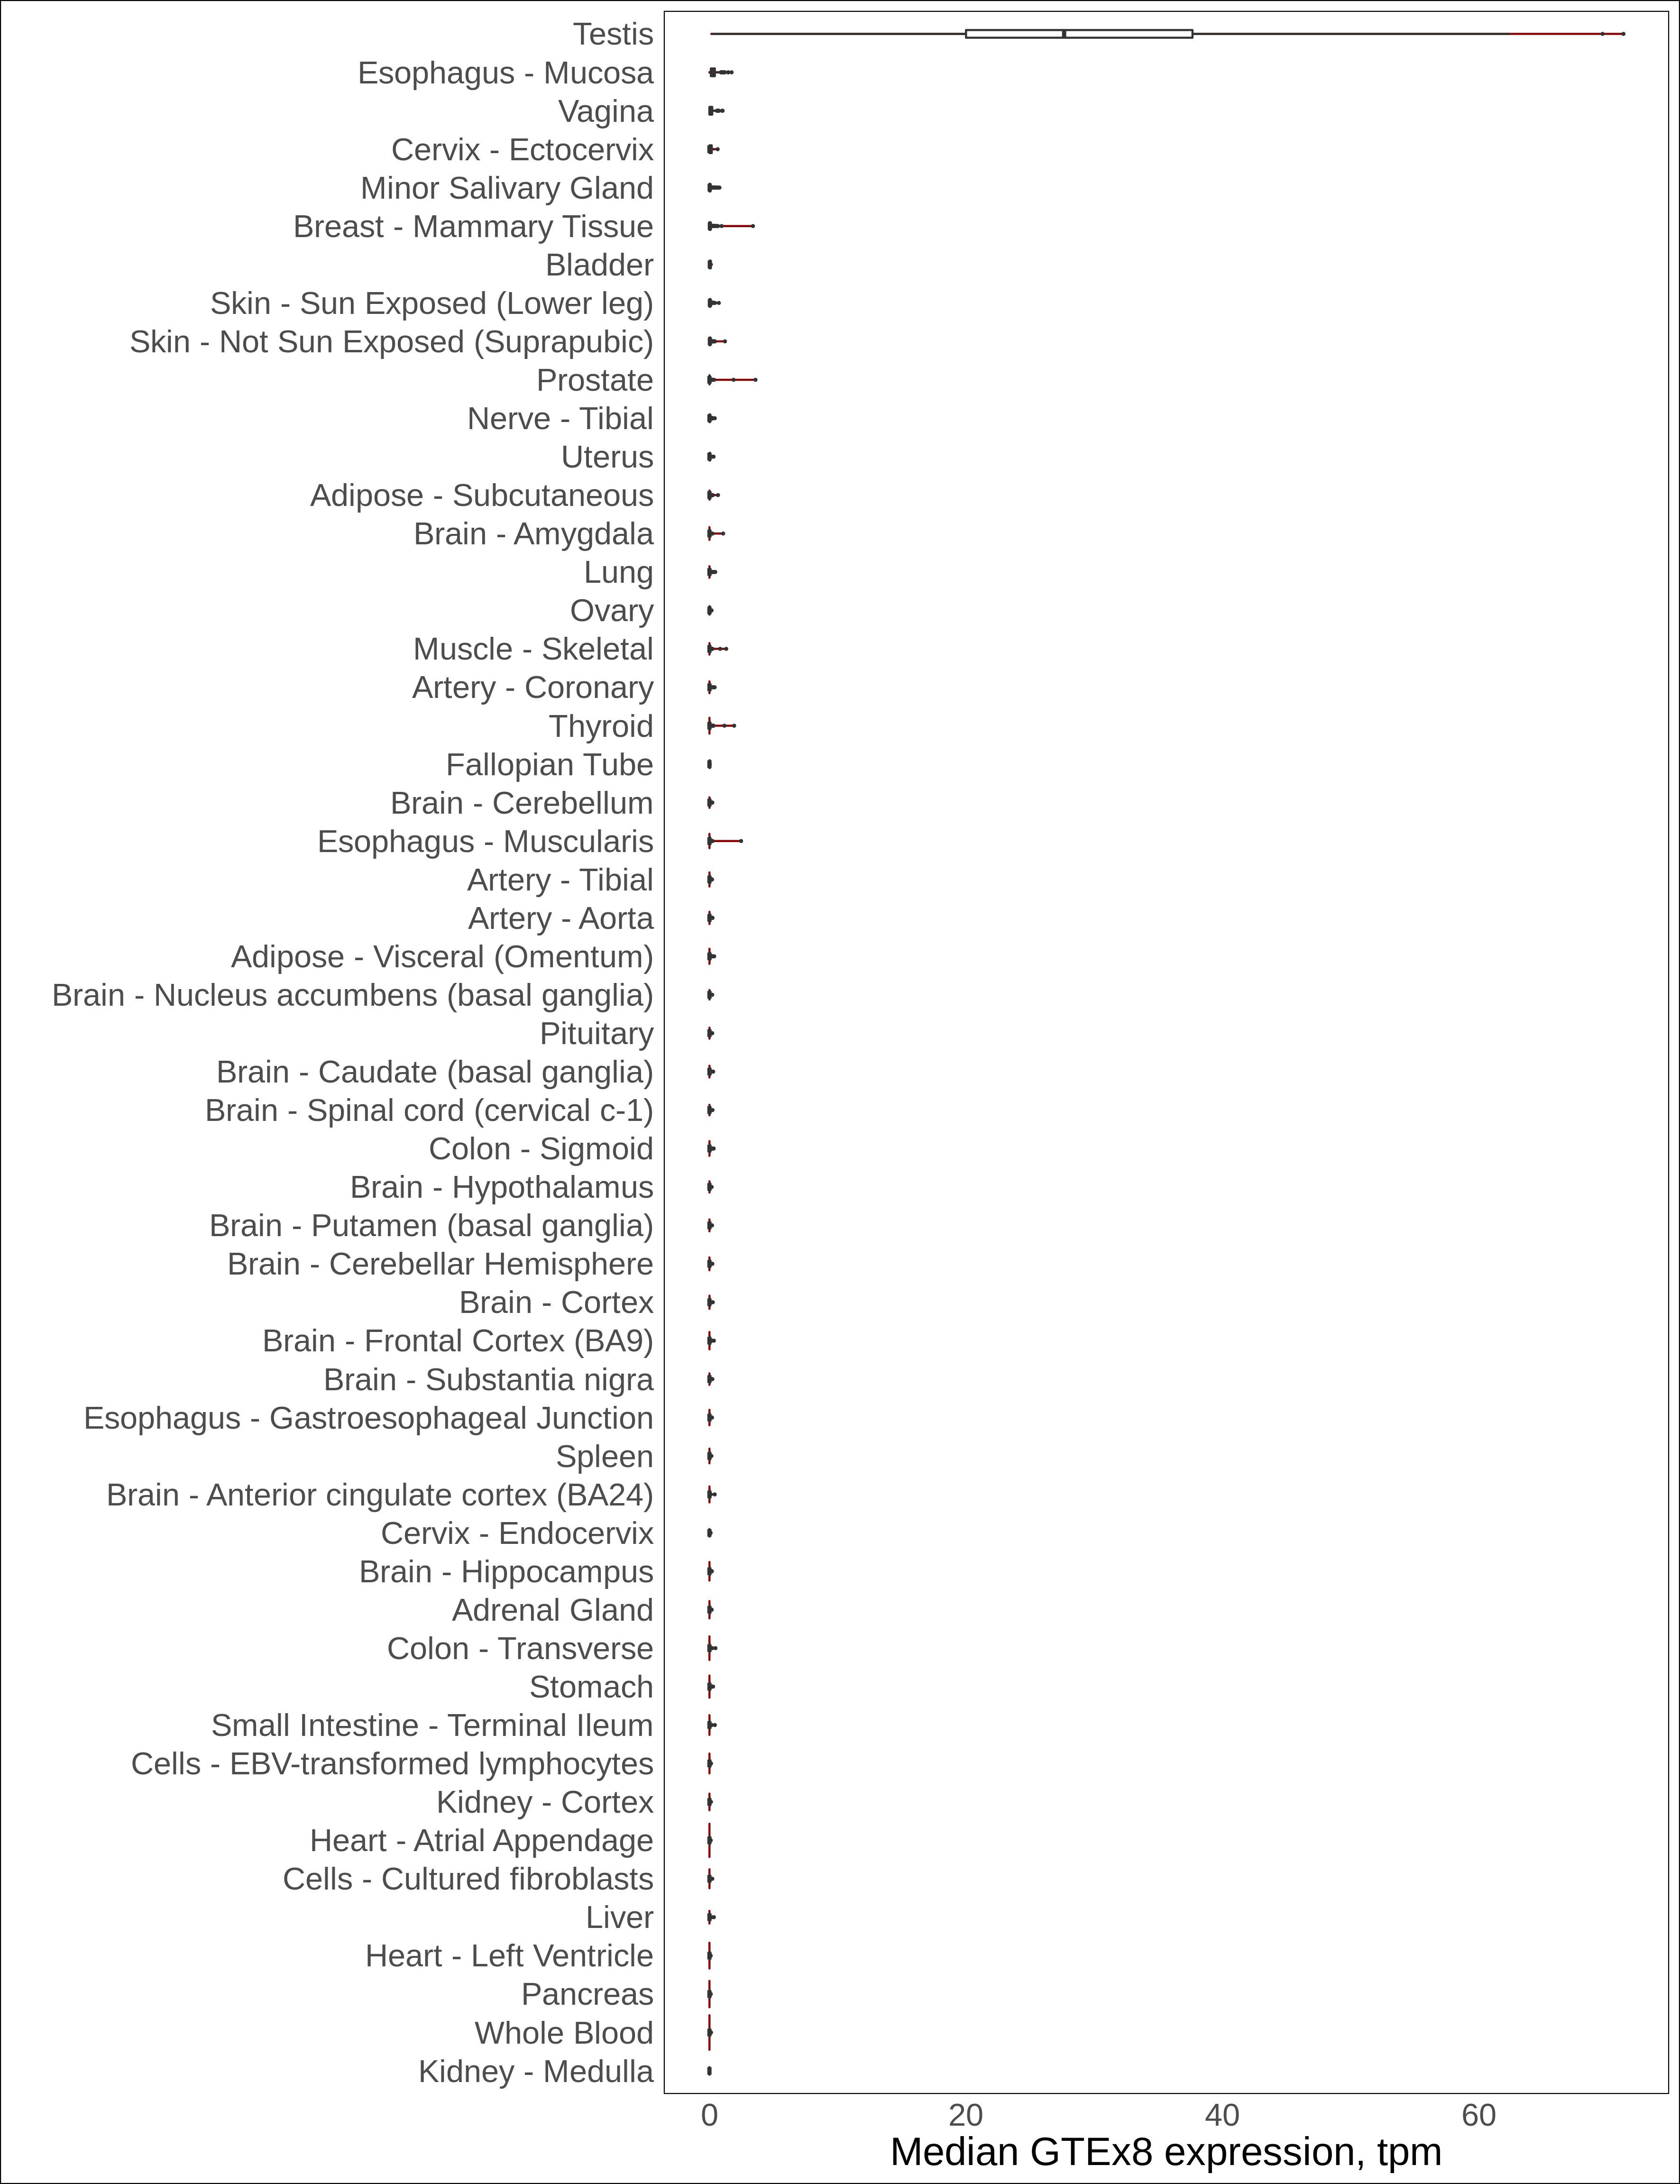 Testis
Esophagus - Mucosa
Vagina
Cervix - Ectocervix
Minor Salivary Gland
Breast - Mammary Tissue
Bladder
Skin - Sun Exposed (Lower leg)
Skin - Not Sun Exposed (Suprapubic)
Prostate
Nerve - Tibial
Uterus
Adipose - Subcutaneous
Brain - Amygdala
Lung
Ovary
Muscle - Skeletal
Artery - Coronary
Thyroid
Fallopian Tube
Brain - Cerebellum
Esophagus - Muscularis
Artery - Tibial
Artery - Aorta
Adipose - Visceral (Omentum)
Brain - Nucleus accumbens (basal ganglia)
Pituitary
Brain - Caudate (basal ganglia)
Brain - Spinal cord (cervical c-1)
Colon - Sigmoid
Brain - Hypothalamus
Brain - Putamen (basal ganglia)
Brain - Cerebellar Hemisphere
Brain - Cortex
Brain - Frontal Cortex (BA9)
Brain - Substantia nigra
Esophagus - Gastroesophageal Junction
Spleen
Brain - Anterior cingulate cortex (BA24)
Cervix - Endocervix
Brain - Hippocampus
Adrenal Gland
Colon - Transverse
Stomach
Small Intestine - Terminal Ileum
Cells - EBV-transformed lymphocytes
Kidney - Cortex
Heart - Atrial Appendage
Cells - Cultured fibroblasts
Liver
Heart - Left Ventricle
Pancreas
Whole Blood
Kidney - Medulla
0 20 40 60
Median GTEx8 expression, tpm